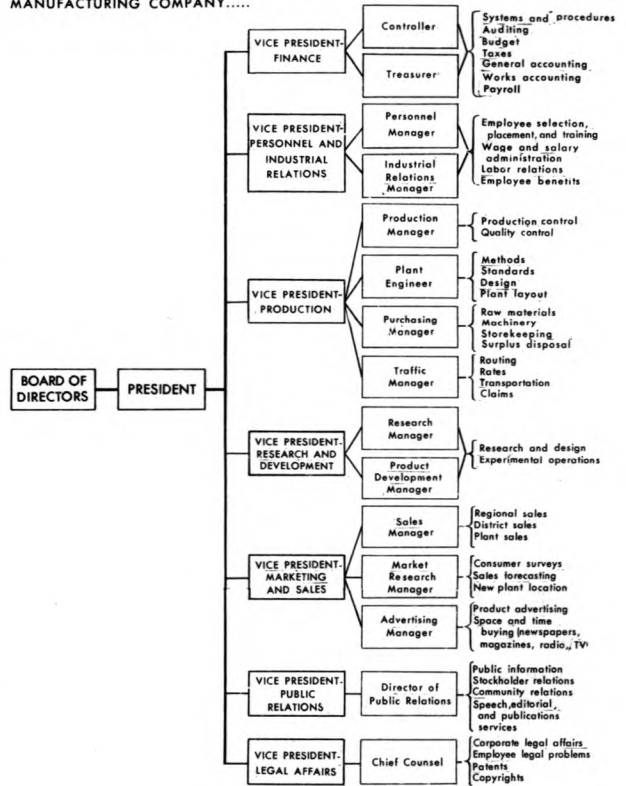 MANUFACTURING COMPANY.....
BOARD OF
DIRECTORS
PRESIDENT
VICE PRESIDENT-
FINANCE
Controller
Treasurer
Systems and procedures
Auditing
Budget
Taxes
General accounting
Works accounting
Payroll
VICE PRESIDENT-
PERSONNEL AND
INDUSTRIAL
RELATIONS
Personnel
Manager
Industrial
Relations
Manager
Employee selection,
placement, and training
Wage and salary
administration
Labor relations
Employee benefits
VICE PRESIDENT-
PRODUCTION
Production
Manager
Production control
Quality control
Plant
Engineer
Methods
Standards
Design
Plant layout
Purchasing
Manager
Raw materials
Machinery
Storekeeping
Surplus disposal
Traffic
Manager
Routing
Rates
Transportation
Claims
VICE PRESIDENT-
RESEARCH AND
DEVELOPMENT
Research
Manager
Product
Development
Manager
Research and design
Experimental operations
VICE PRESIDENT-
MARKETING
AND SALES
Sales
Manager
Regional sales
District sales
Plant sales
Market
Research
Manager
Consumer surveys
Sales forecasting
New plant location
Advertising
Manager
Product advertising
Space and time
buying (newspapers,
magazines, radio, TV)
VICE PRESIDENT-
PUBLIC
RELATIONS
Director of
Public Relations
Public information
Stockholder relations
Community relations
Speech, editorial,
and publications
services
VICE PRESIDENT-
LEGAL AFFAIRS
Chief Counsel
Corporate legal affairs
Employee legal problems
Patents
Copyrights